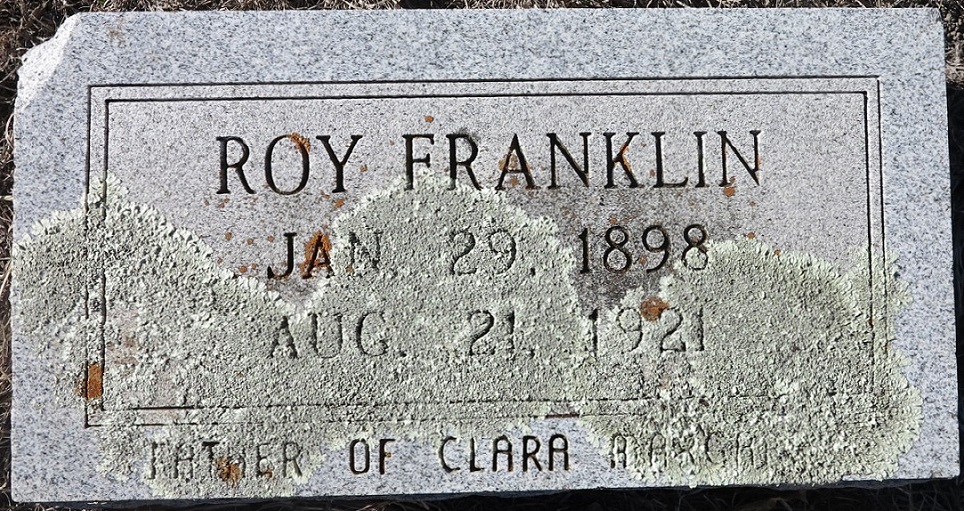 ROY FRANKLIN
JAN. 29, 1898
AUG. 21, 1921
FATHER OF CLARA